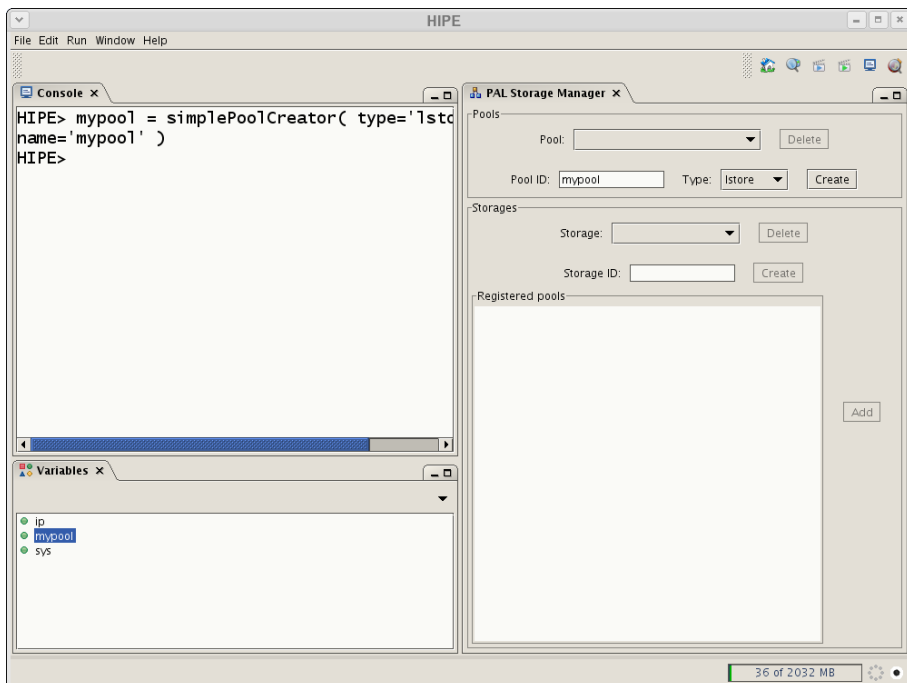 HIPE
File Edit Run Window Help
Console
HIPE> mypool = simplePoolCreator( type='lstc
name='mypool' )
HIPE>
Variables
ip
mypool
sys
PAL Storage Manager
Pools
Pool: Delete
Pool ID: mypool Type: lstore Create
Storages
Storage: Delete
Storage ID: Create
Registered pools
Add
36 of 2032 MB